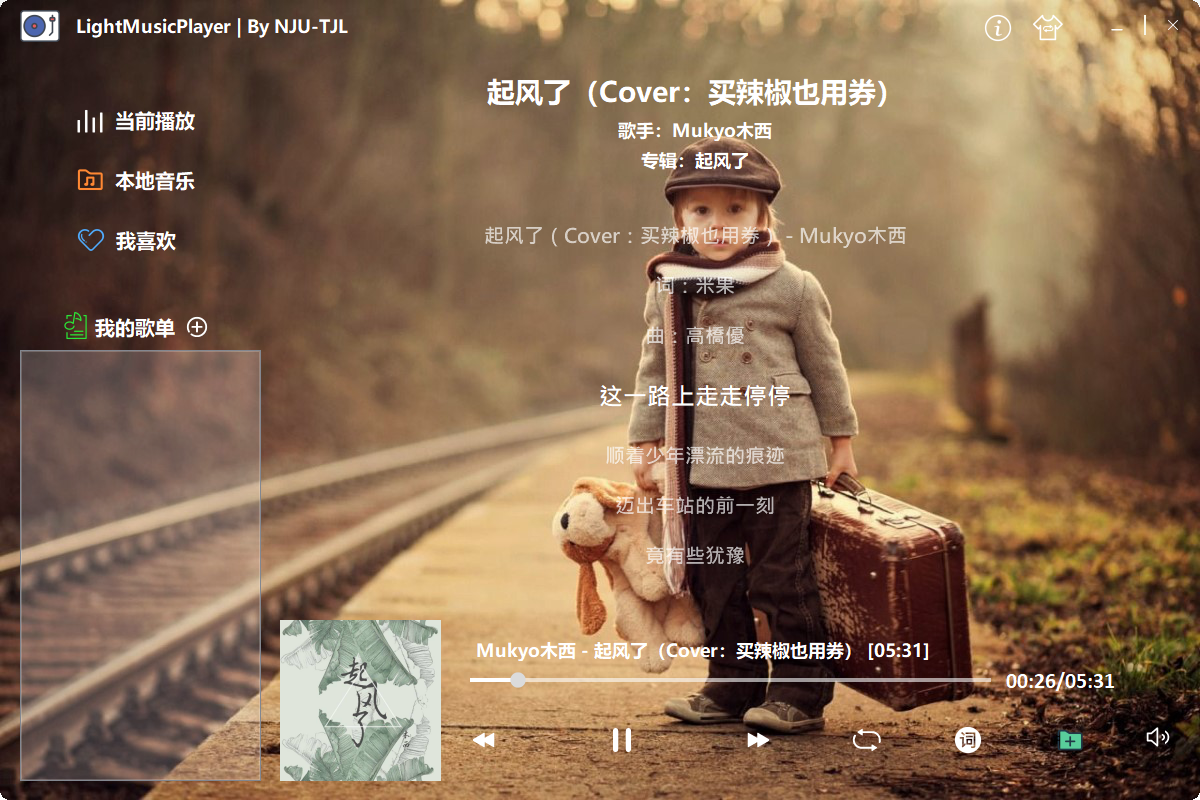 LightMusicPlayer | By NJU-TJL
当前播放
本地音乐
我喜欢
我的歌单
起风了（Cover：买辣椒也用券）
歌手：Mukyo木西
专辑：起风了
起风了（Cover：买辣椒也用券）- Mukyo木西
词：米果
曲：高橋優
这一路上走走停停
顺着少年漂流的痕迹
迈出车站的前一刻
竟有些犹豫
起风了
木西
Mukyo木西 - 起风了（Cover：买辣椒也用券） [05:31]
00:26/05:31
词